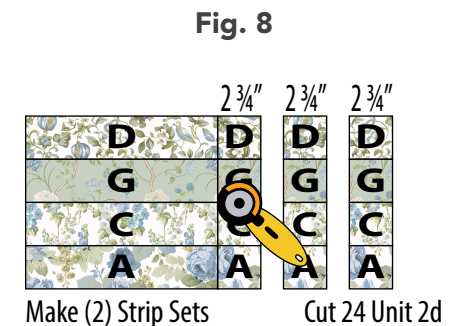 Fig. 8
2 ¾" 2 ¾" 2 ¾"
D D D D
G G G G
C C C C
A A A A
Make (2) Strip Sets Cut 24 Unit 2d